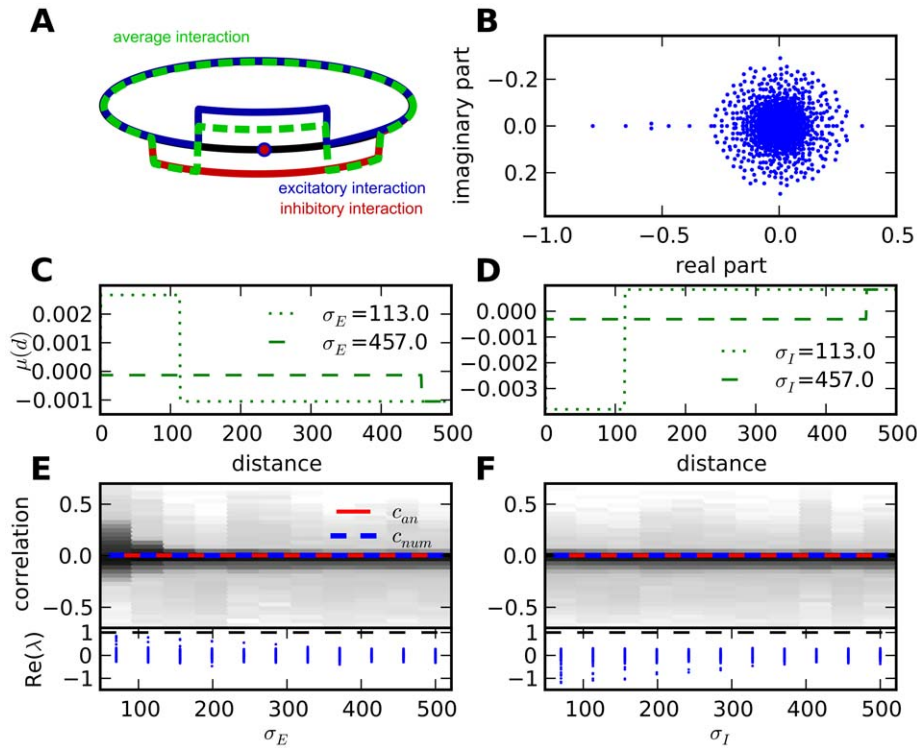 A
average interaction
excitatory interaction
inhibitory interaction
B
imaginary part
−0.2
0.0
0.2
−1.0 −0.5 0.0 0.5
real part
C
μ(d)
0.002
0.001
−0.000
−0.001
σ_E=113.0
σ_E=457.0
0 100 200 300 400 500
distance
D
0.000
−0.001
−0.002
−0.003
σ_I=113.0
σ_I=457.0
0 100 200 300 400 500
distance
E
correlation
0.5
0.0
−0.5
c_an
c_num
Re(λ)
1
0
−1
100 200 300 400 500
σ_E
F
0.5
0.0
−0.5
1
0
−1
100 200 300 400 500
σ_I